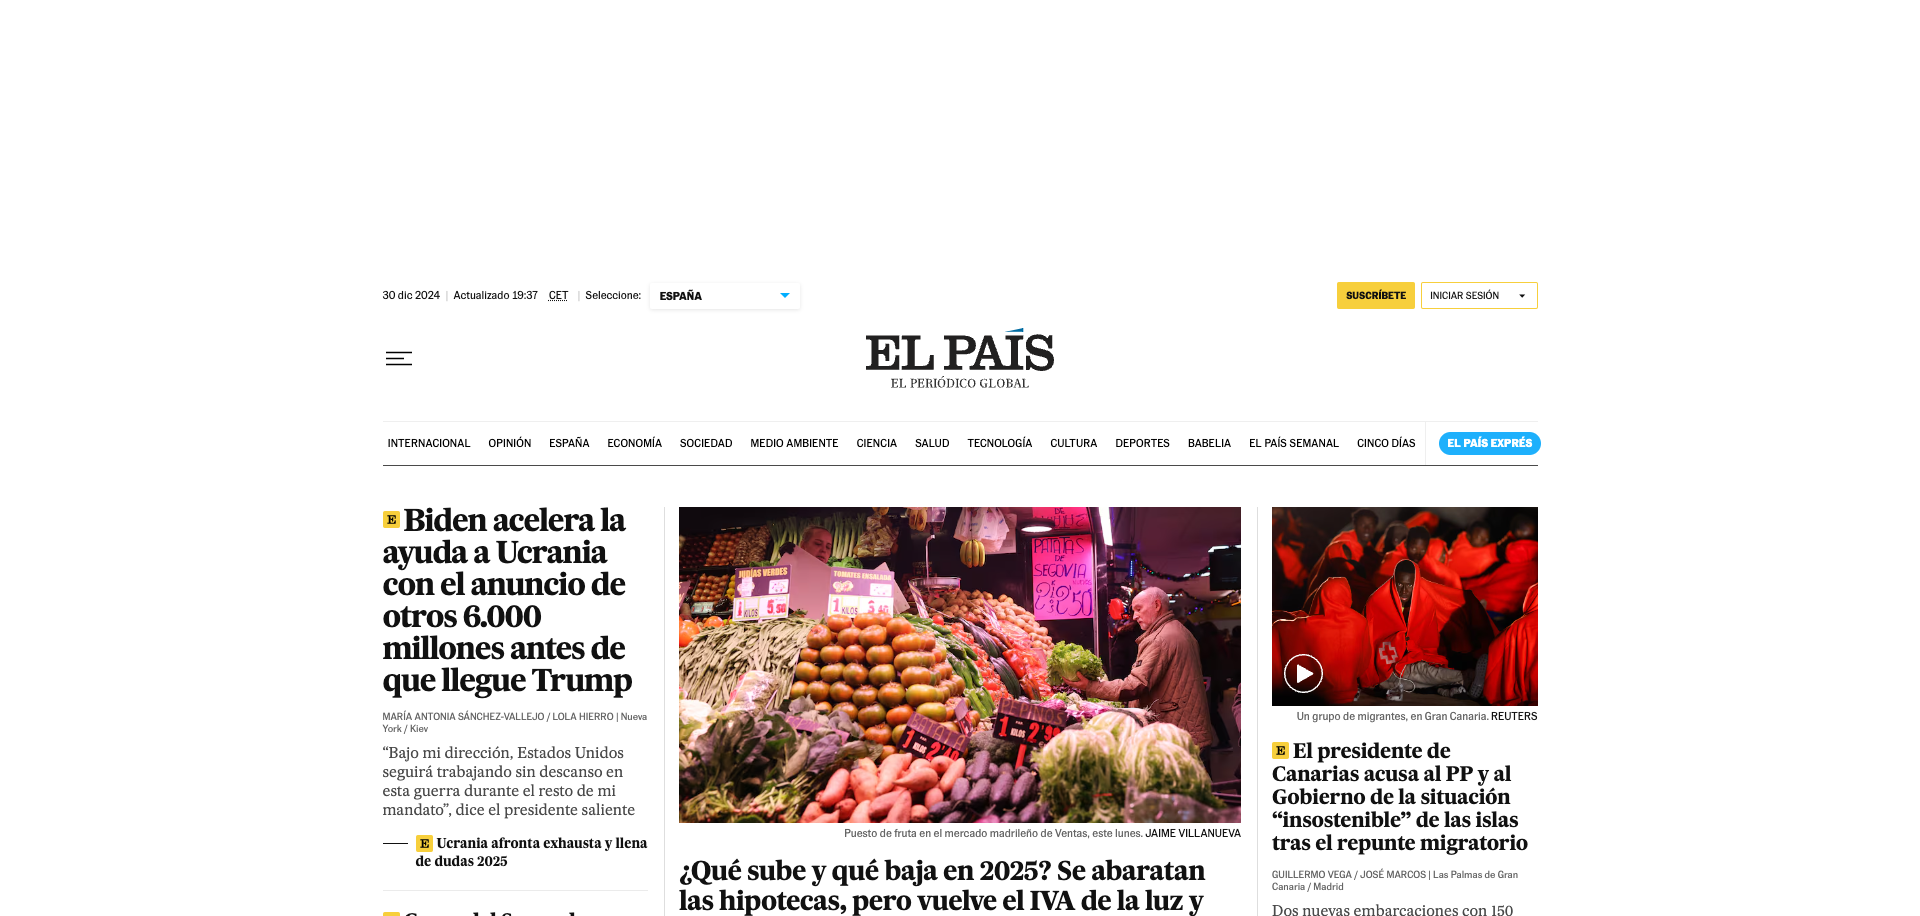 30 dic 2024 | Actualizado 19:37 CET | Seleccione: ESPAÑA
SUSCRÍBETE INICIAR SESIÓN
EL PAÍS
EL PERIÓDICO GLOBAL
INTERNACIONAL OPINIÓN ESPAÑA ECONOMÍA SOCIEDAD MEDIO AMBIENTE CIENCIA SALUD TECNOLOGÍA CULTURA DEPORTES BABELIA EL PAÍS SEMANAL CINCO DÍAS EL PAÍS EXPRÉS
E Biden acelera la
ayuda a Ucrania
con el anuncio de
otros 6.000
millones antes de
que llegue Trump
MARÍA ANTONIA SÁNCHEZ-VALLEJO / LOLA HIERRO | Nueva
York / Kiev
“Bajo mi dirección, Estados Unidos
seguirá trabajando sin descanso en
esta guerra durante el resto de mi
mandato”, dice el presidente saliente
E Ucrania afronta exhausta y llena
de dudas 2025
PATATAS
DE
SEGOVIA
JUDÍAS VERDES
1 KILOS 5,50
TOMATES ENSALADA
1 KILOS
1 KILOS
1 KILOS 2,99
Puesto de fruta en el mercado madrileño de Ventas, este lunes. JAIME VILLANUEVA
¿Qué sube y qué baja en 2025? Se abaratan
las hipotecas, pero vuelve el IVA de la luz y
Un grupo de migrantes, en Gran Canaria. REUTERS
E El presidente de
Canarias acusa al PP y al
Gobierno de la situación
“insostenible” de las islas
tras el repunte migratorio
GUILLERMO VEGA / JOSÉ MARCOS | Las Palmas de Gran
Canaria / Madrid
Dos nuevas embarcaciones con 150